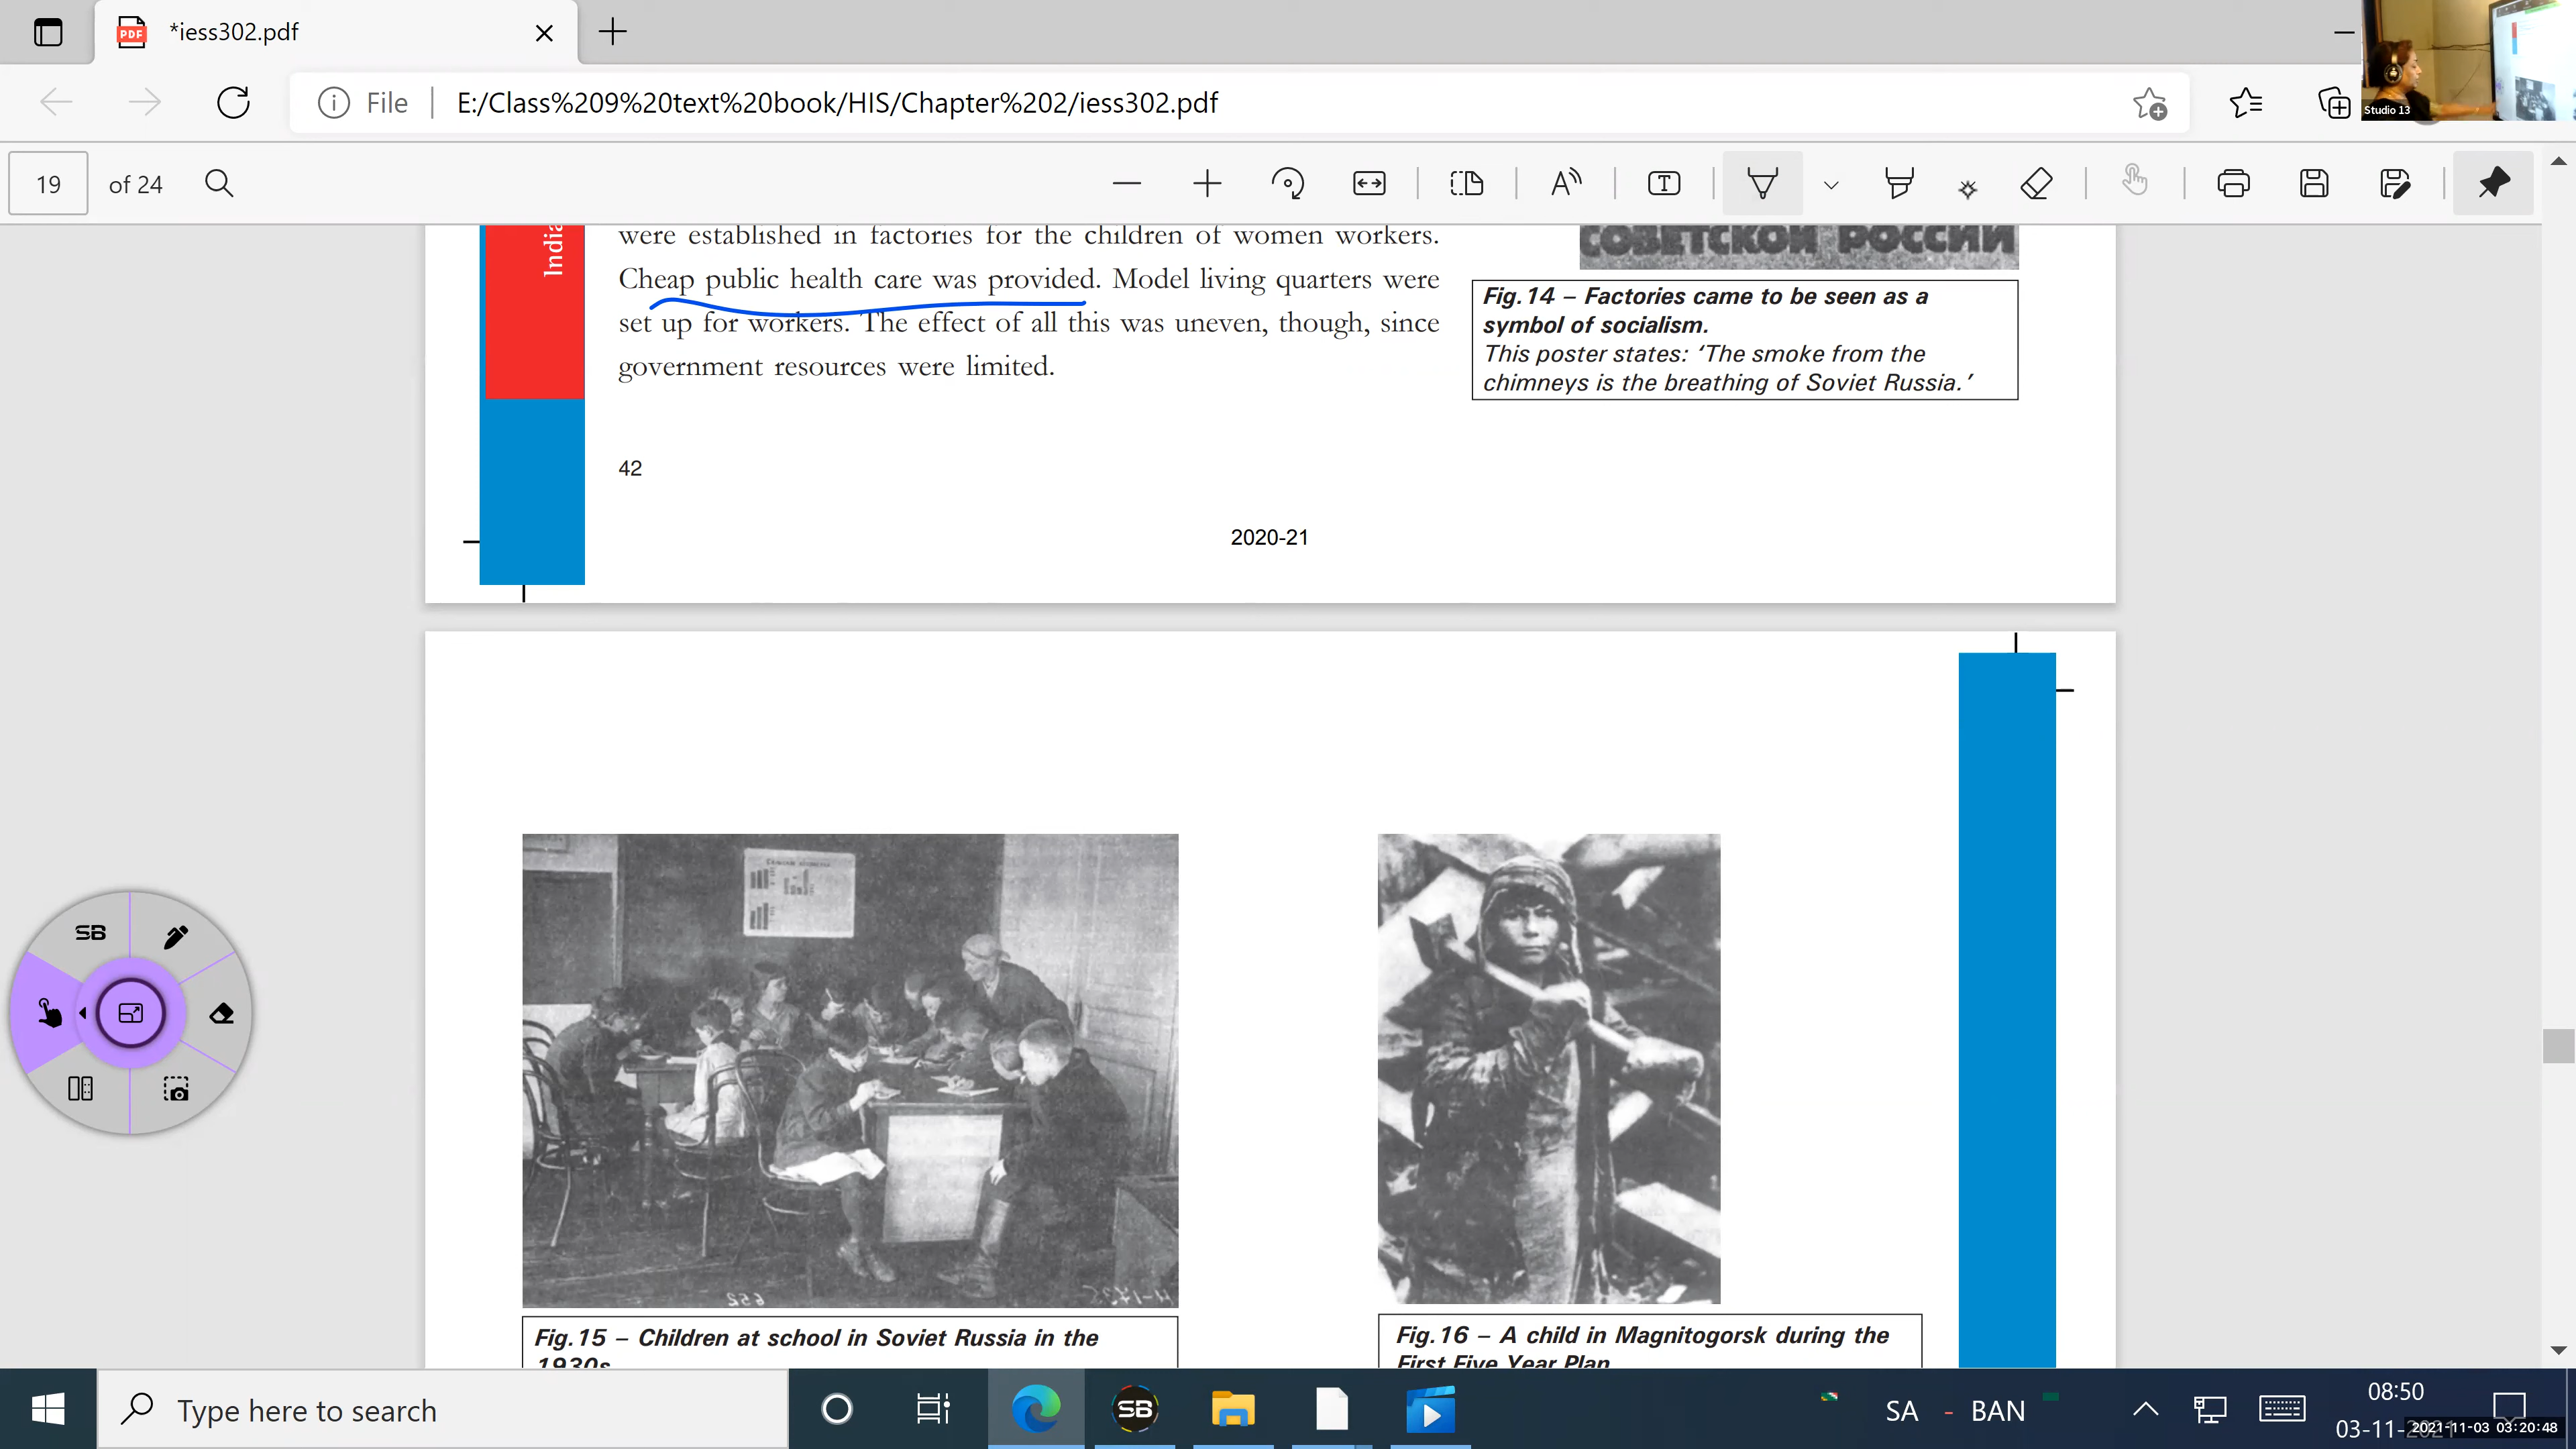 *iess302.pdf
File
E:/Class%209%20text%20book/HIS/Chapter%202/iess302.pdf
Studio 13
19
of 24
India
were established in factories for the children of women workers.
Cheap public health care was provided. Model living quarters were
set up for workers. The effect of all this was uneven, though, since
government resources were limited.
СОВЕТСКОЙ РОССИИ
Fig.14 – Factories came to be seen as a
symbol of socialism.
This poster states: ‘The smoke from the
chimneys is the breathing of Soviet Russia.’
42
2020-21
SB
652
Fig.15 – Children at school in Soviet Russia in the
1930s
Fig.16 – A child in Magnitogorsk during the
First Five Year Plan
Type here to search
SB
SA - BAN
08:50
03-11-
2021-11-03 03:20:48